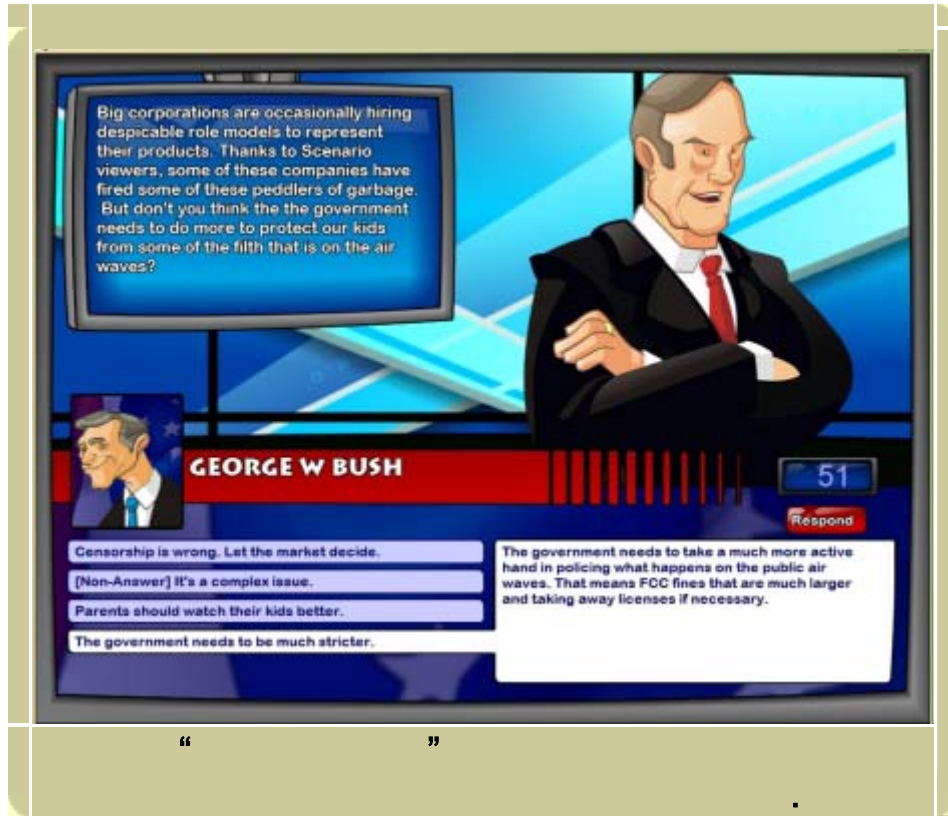 Big corporations are occasionally hiring
despicable role models to represent
their products. Thanks to Scenario
viewers, some of these companies have
fired some of these peddlers of garbage.
But don't you think the the government
needs to do more to protect our kids
from some of the filth that is on the air
waves?
GEORGE W BUSH
51
Respond
Censorship is wrong. Let the market decide.
[Non-Answer] It's a complex issue.
Parents should watch their kids better.
The government needs to be much stricter.
The government needs to take a much more active
hand in policing what happens on the public air
waves. That means FCC fines that are much larger
and taking away licenses if necessary.
“ ”
.